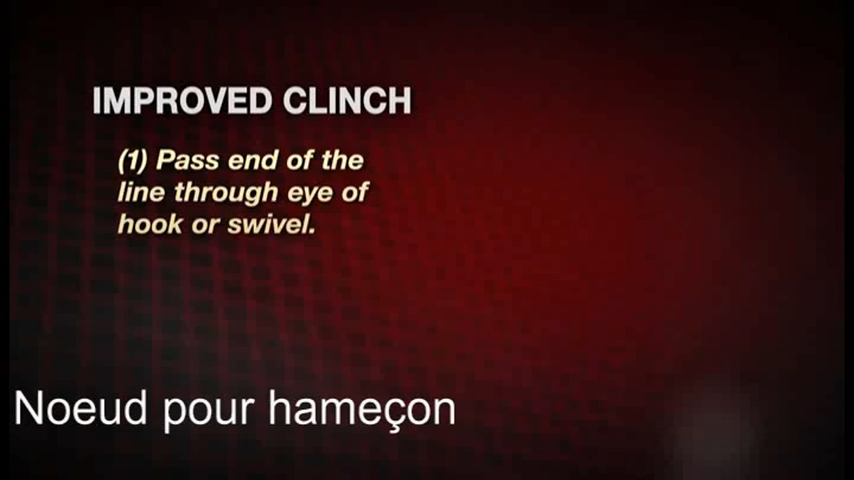 IMPROVED CLINCH
(1) Pass end of the
line through eye of
hook or swivel.
Noeud pour hameçon